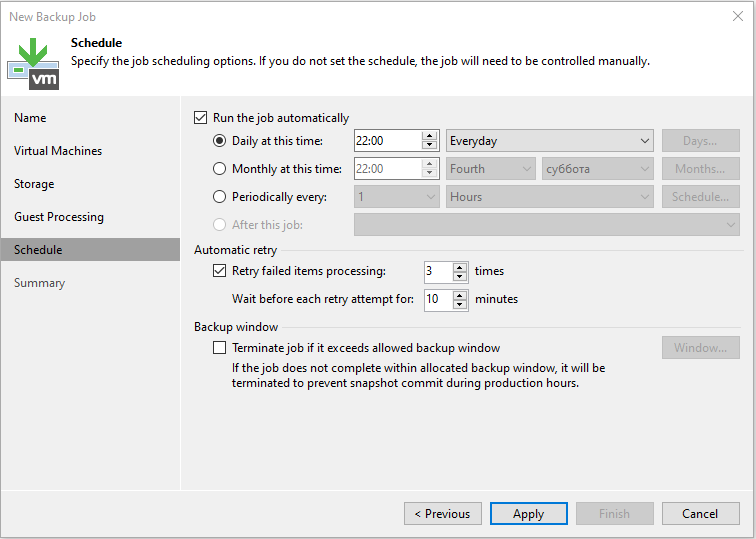 New Backup Job
Schedule
Specify the job scheduling options. If you do not set the schedule, the job will need to be controlled manually.
vm
Name
Virtual Machines
Storage
Guest Processing
Schedule
Summary
Run the job automatically
Daily at this time: 22:00 Everyday Days...
Monthly at this time: 22:00 Fourth суббота Months...
Periodically every: 1 Hours Schedule...
After this job:
Automatic retry
Retry failed items processing: 3 times
Wait before each retry attempt for: 10 minutes
Backup window
Terminate job if it exceeds allowed backup window Window...
If the job does not complete within allocated backup window, it will be
terminated to prevent snapshot commit during production hours.
< Previous Apply Finish Cancel